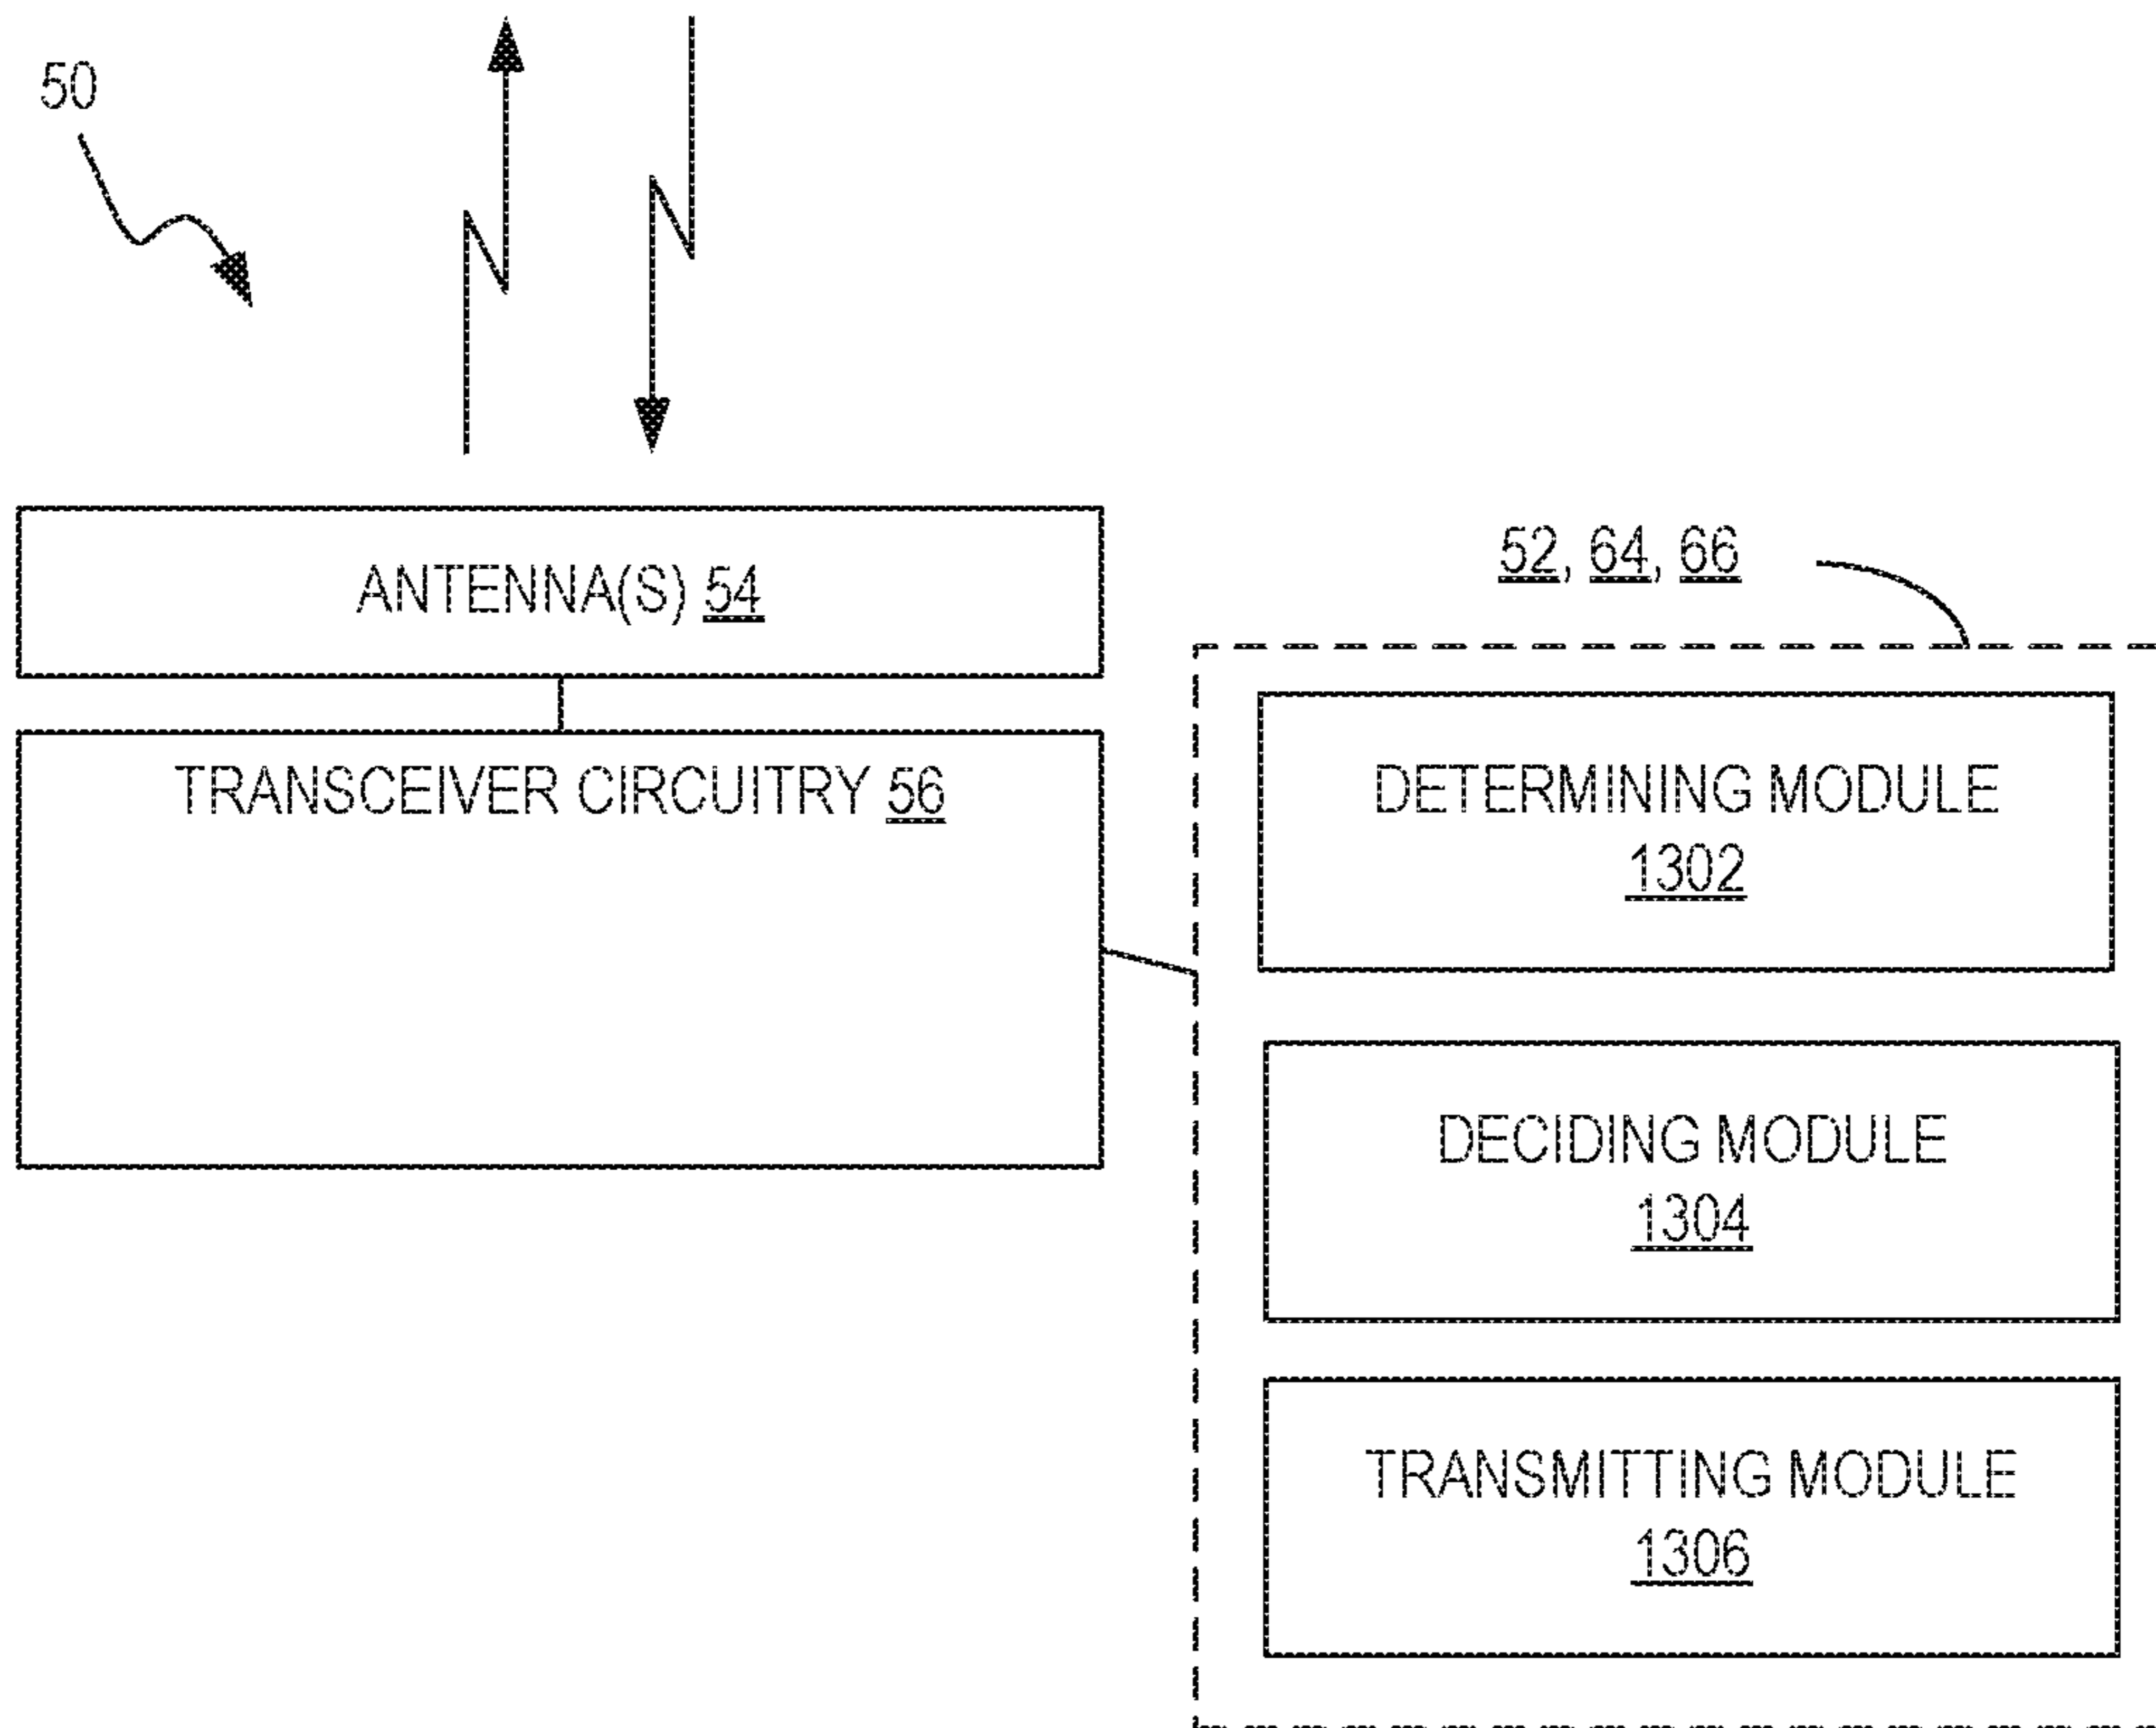 50
ANTENNA(S) 54
52, 64, 66
TRANSCEIVER CIRCUITRY 56
DETERMINING MODULE
1302
DECIDING MODULE
1304
TRANSMITTING MODULE
1306